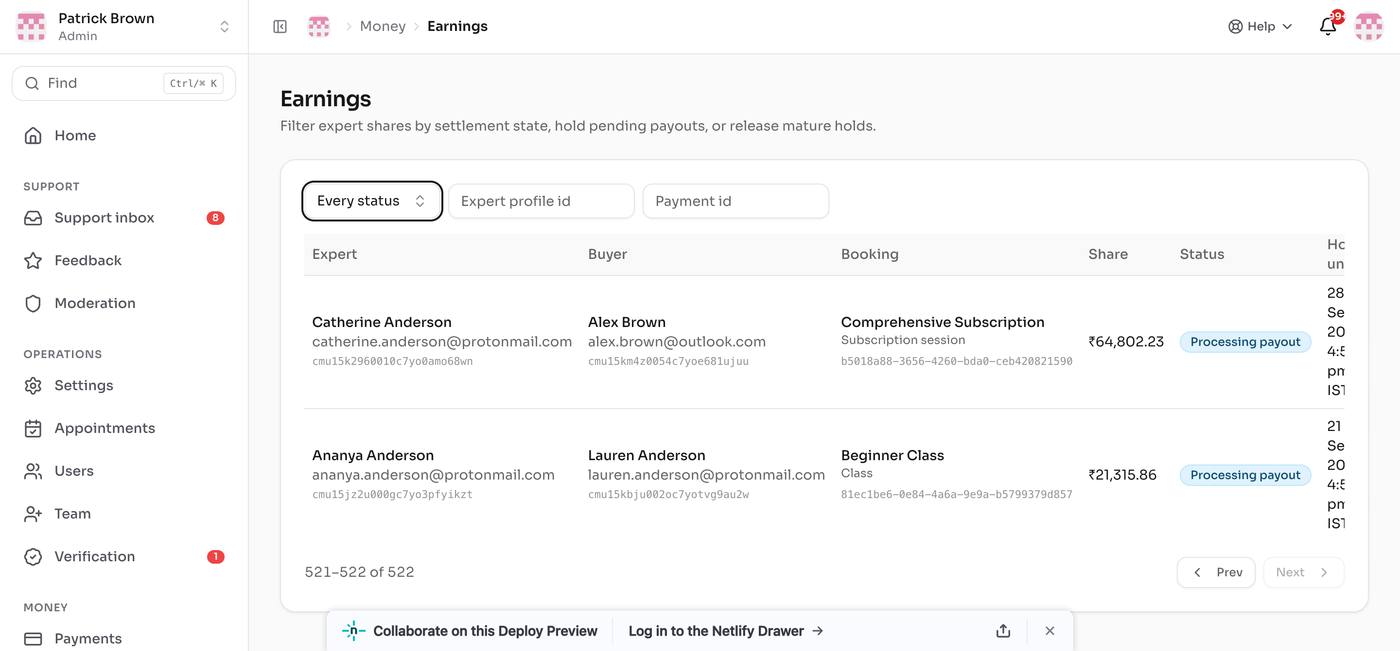 Patrick Brown
Admin
Money
Earnings
Help
99+
Find
Ctrl/⌘ K
Home
SUPPORT
Support inbox
8
Feedback
Moderation
OPERATIONS
Settings
Appointments
Users
Team
Verification
1
MONEY
Payments
Earnings
Filter expert shares by settlement state, hold pending payouts, or release mature holds.
Every status
Expert profile id
Payment id
Expert
Buyer
Booking
Share
Status
Catherine Anderson
catherine.anderson@protonmail.com
cmu15k2960010c7yo0amo68wn
Alex Brown
alex.brown@outlook.com
cmu15km4z0054c7yoe681ujuu
Comprehensive Subscription
Subscription session
b5018a88-3656-4260-bda0-ceb420821590
₹64,802.23
Processing payout
28
pm
IST
Ananya Anderson
ananya.anderson@protonmail.com
cmu15jz2u000gc7yo3pfyikzt
Lauren Anderson
lauren.anderson@protonmail.com
cmu15kbju002oc7yotvg9au2w
Beginner Class
Class
81ec1be6-0e84-4a6a-9e9a-b5799379d857
₹21,315.86
Processing payout
21
pm
IST
521–522 of 522
Prev
Next
Collaborate on this Deploy Preview
Log in to the Netlify Drawer →